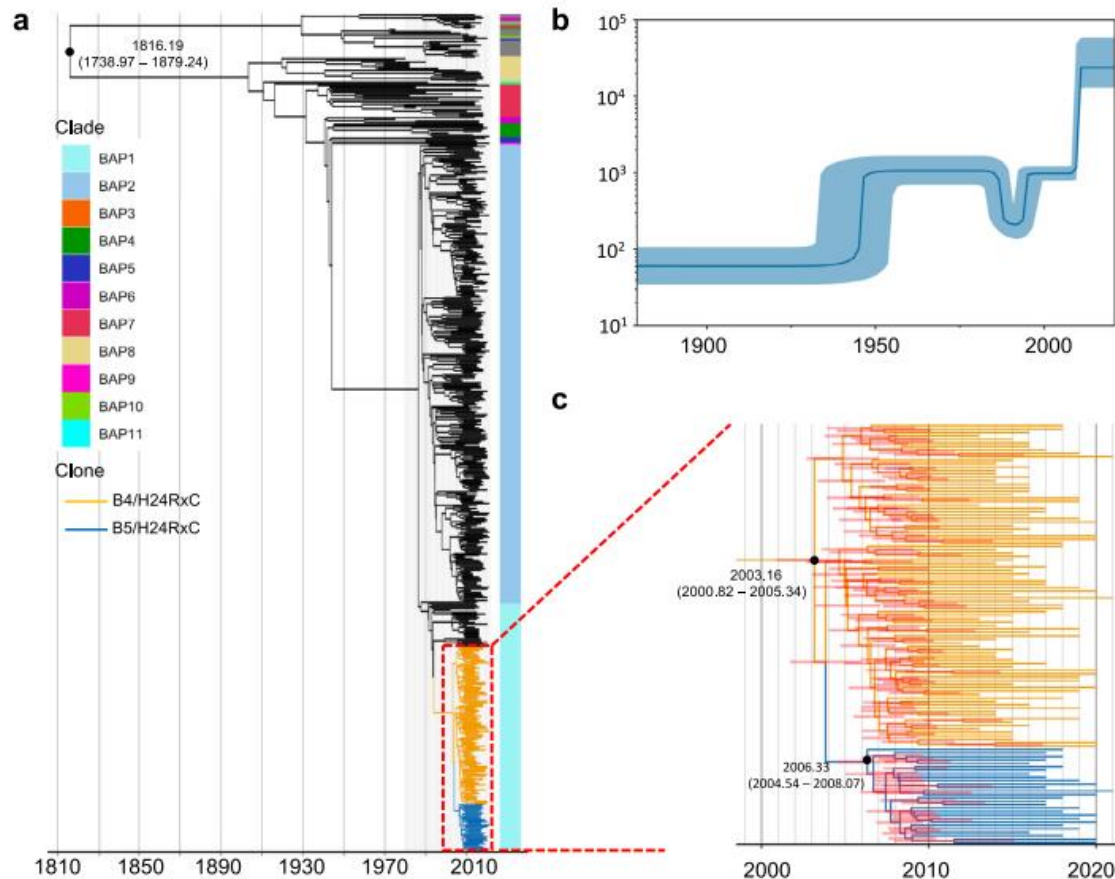 a
1816.19
(1738.97 – 1879.24)
Clade
BAP1
BAP2
BAP3
BAP4
BAP5
BAP6
BAP7
BAP8
BAP9
BAP10
BAP11
Clone
B4/H24RxC
B5/H24RxC
1810 1850 1890 1930 1970 2010
b
10⁵
10⁴
10³
10²
10¹
1900 1950 2000
c
2003.16
(2000.82 – 2005.34)
2006.33
(2004.54 – 2008.07)
2000 2010 2020